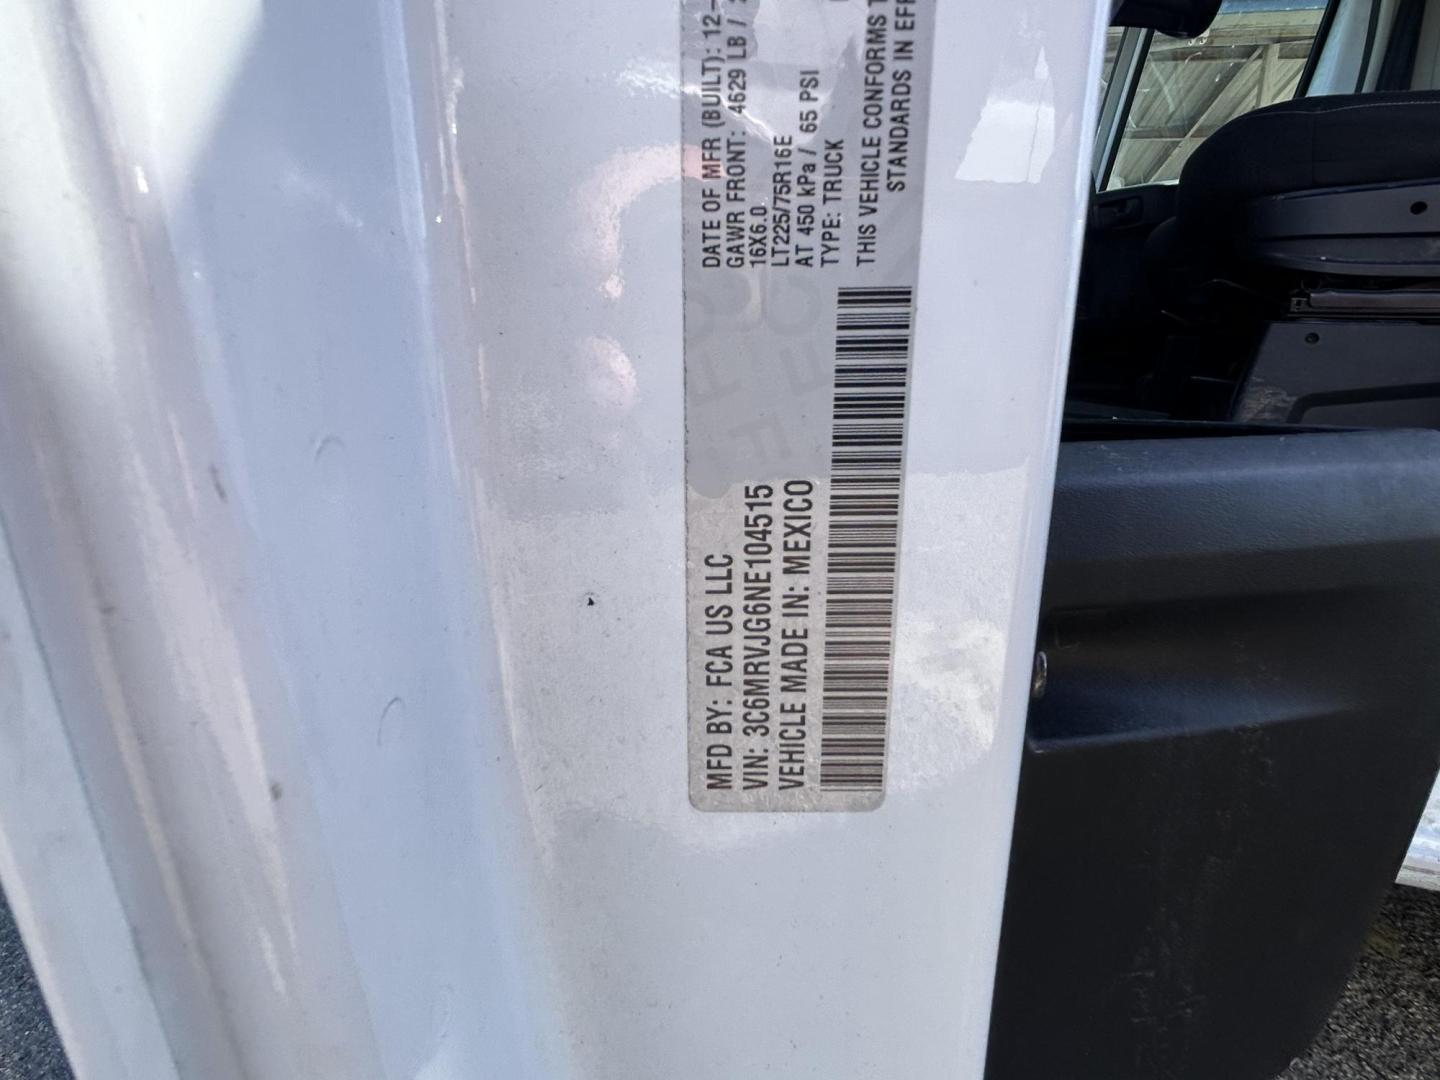 MFD BY: FCA US LLC
VIN: 3C6MRVJG6NE104515
VEHICLE MADE IN: MEXICO
DATE OF MFR (BUILT): 12-
GAWR FRONT: 4629 LB /
16X6.0
LT225/75R16E
AT 450 kPa / 65 PSI
TYPE: TRUCK
THIS VEHICLE CONFORMS
STANDARDS IN